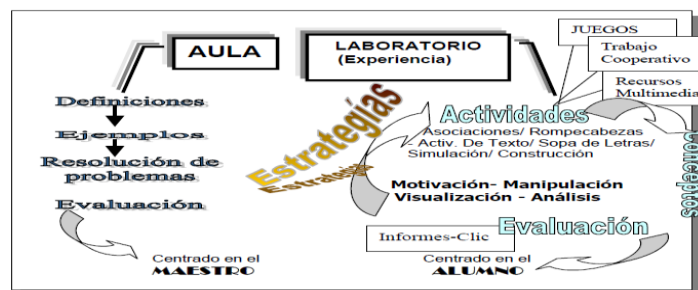 AULA
Definiciones
Ejemplos
Resolución de
problemas
Evaluación
Centrado en el
MAESTRO
LABORATORIO
(Experiencia)
Estrategías
Estrategia
JUEGOS
Trabajo
Cooperativo
Recursos
Multimedia
Actividades
Asociaciones/ Rompecabezas
- Activ. De Texto/ Sopa de Letras/
Simulación/ Construcción
Conceptos
Motivación- Manipulación
Visualización - Análisis
Evaluación
Informes-Clic
Centrado en el
ALUMNO